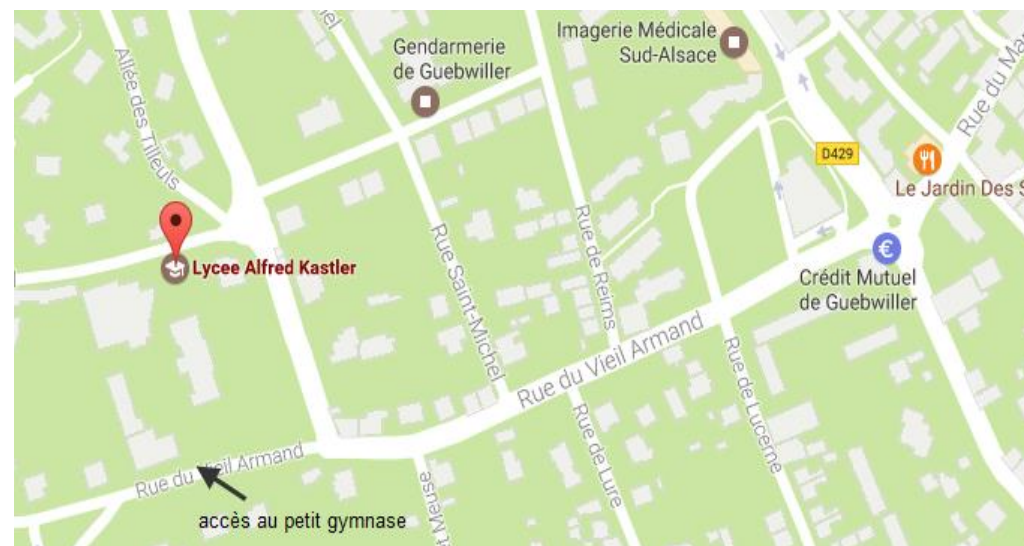 Imagerie Médicale
Sud-Alsace
Gendarmerie
de Guebwiller
Allée des Tilleuls
D429
Rue du
Le Jardin Des
Lycee Alfred Kastler
Rue Saint-Michel
Rue de Reims
Crédit Mutuel
de Guebwiller
Rue du Vieil Armand
Rue de Lucerne
Rue de Lure
Rue du Vieil Armand
accès au petit gymnase